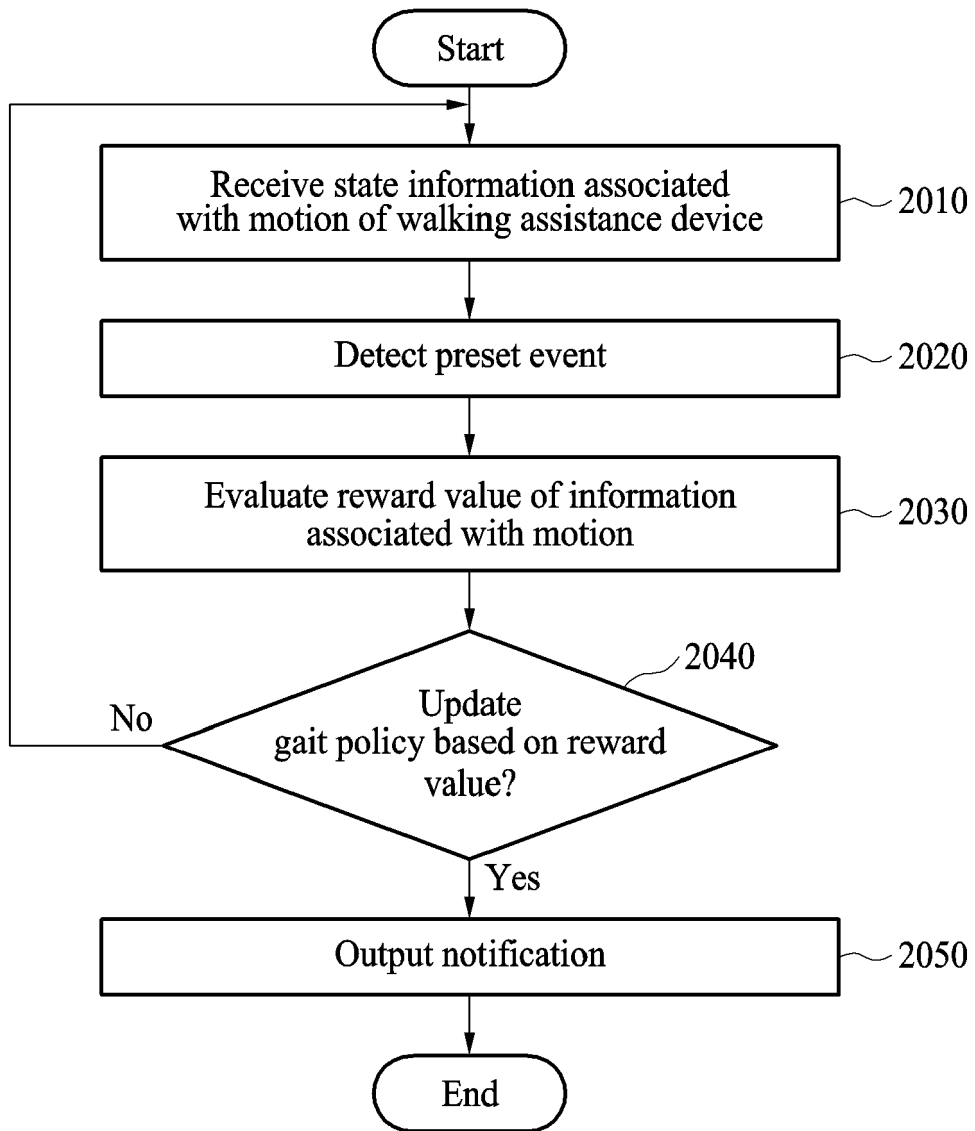 Start
Receive state information associated
with motion of walking assistance device
2010
Detect preset event
2020
Evaluate reward value of information
associated with motion
2030
2040
Update
gait policy based on reward
value?
No
Yes
Output notification
2050
End